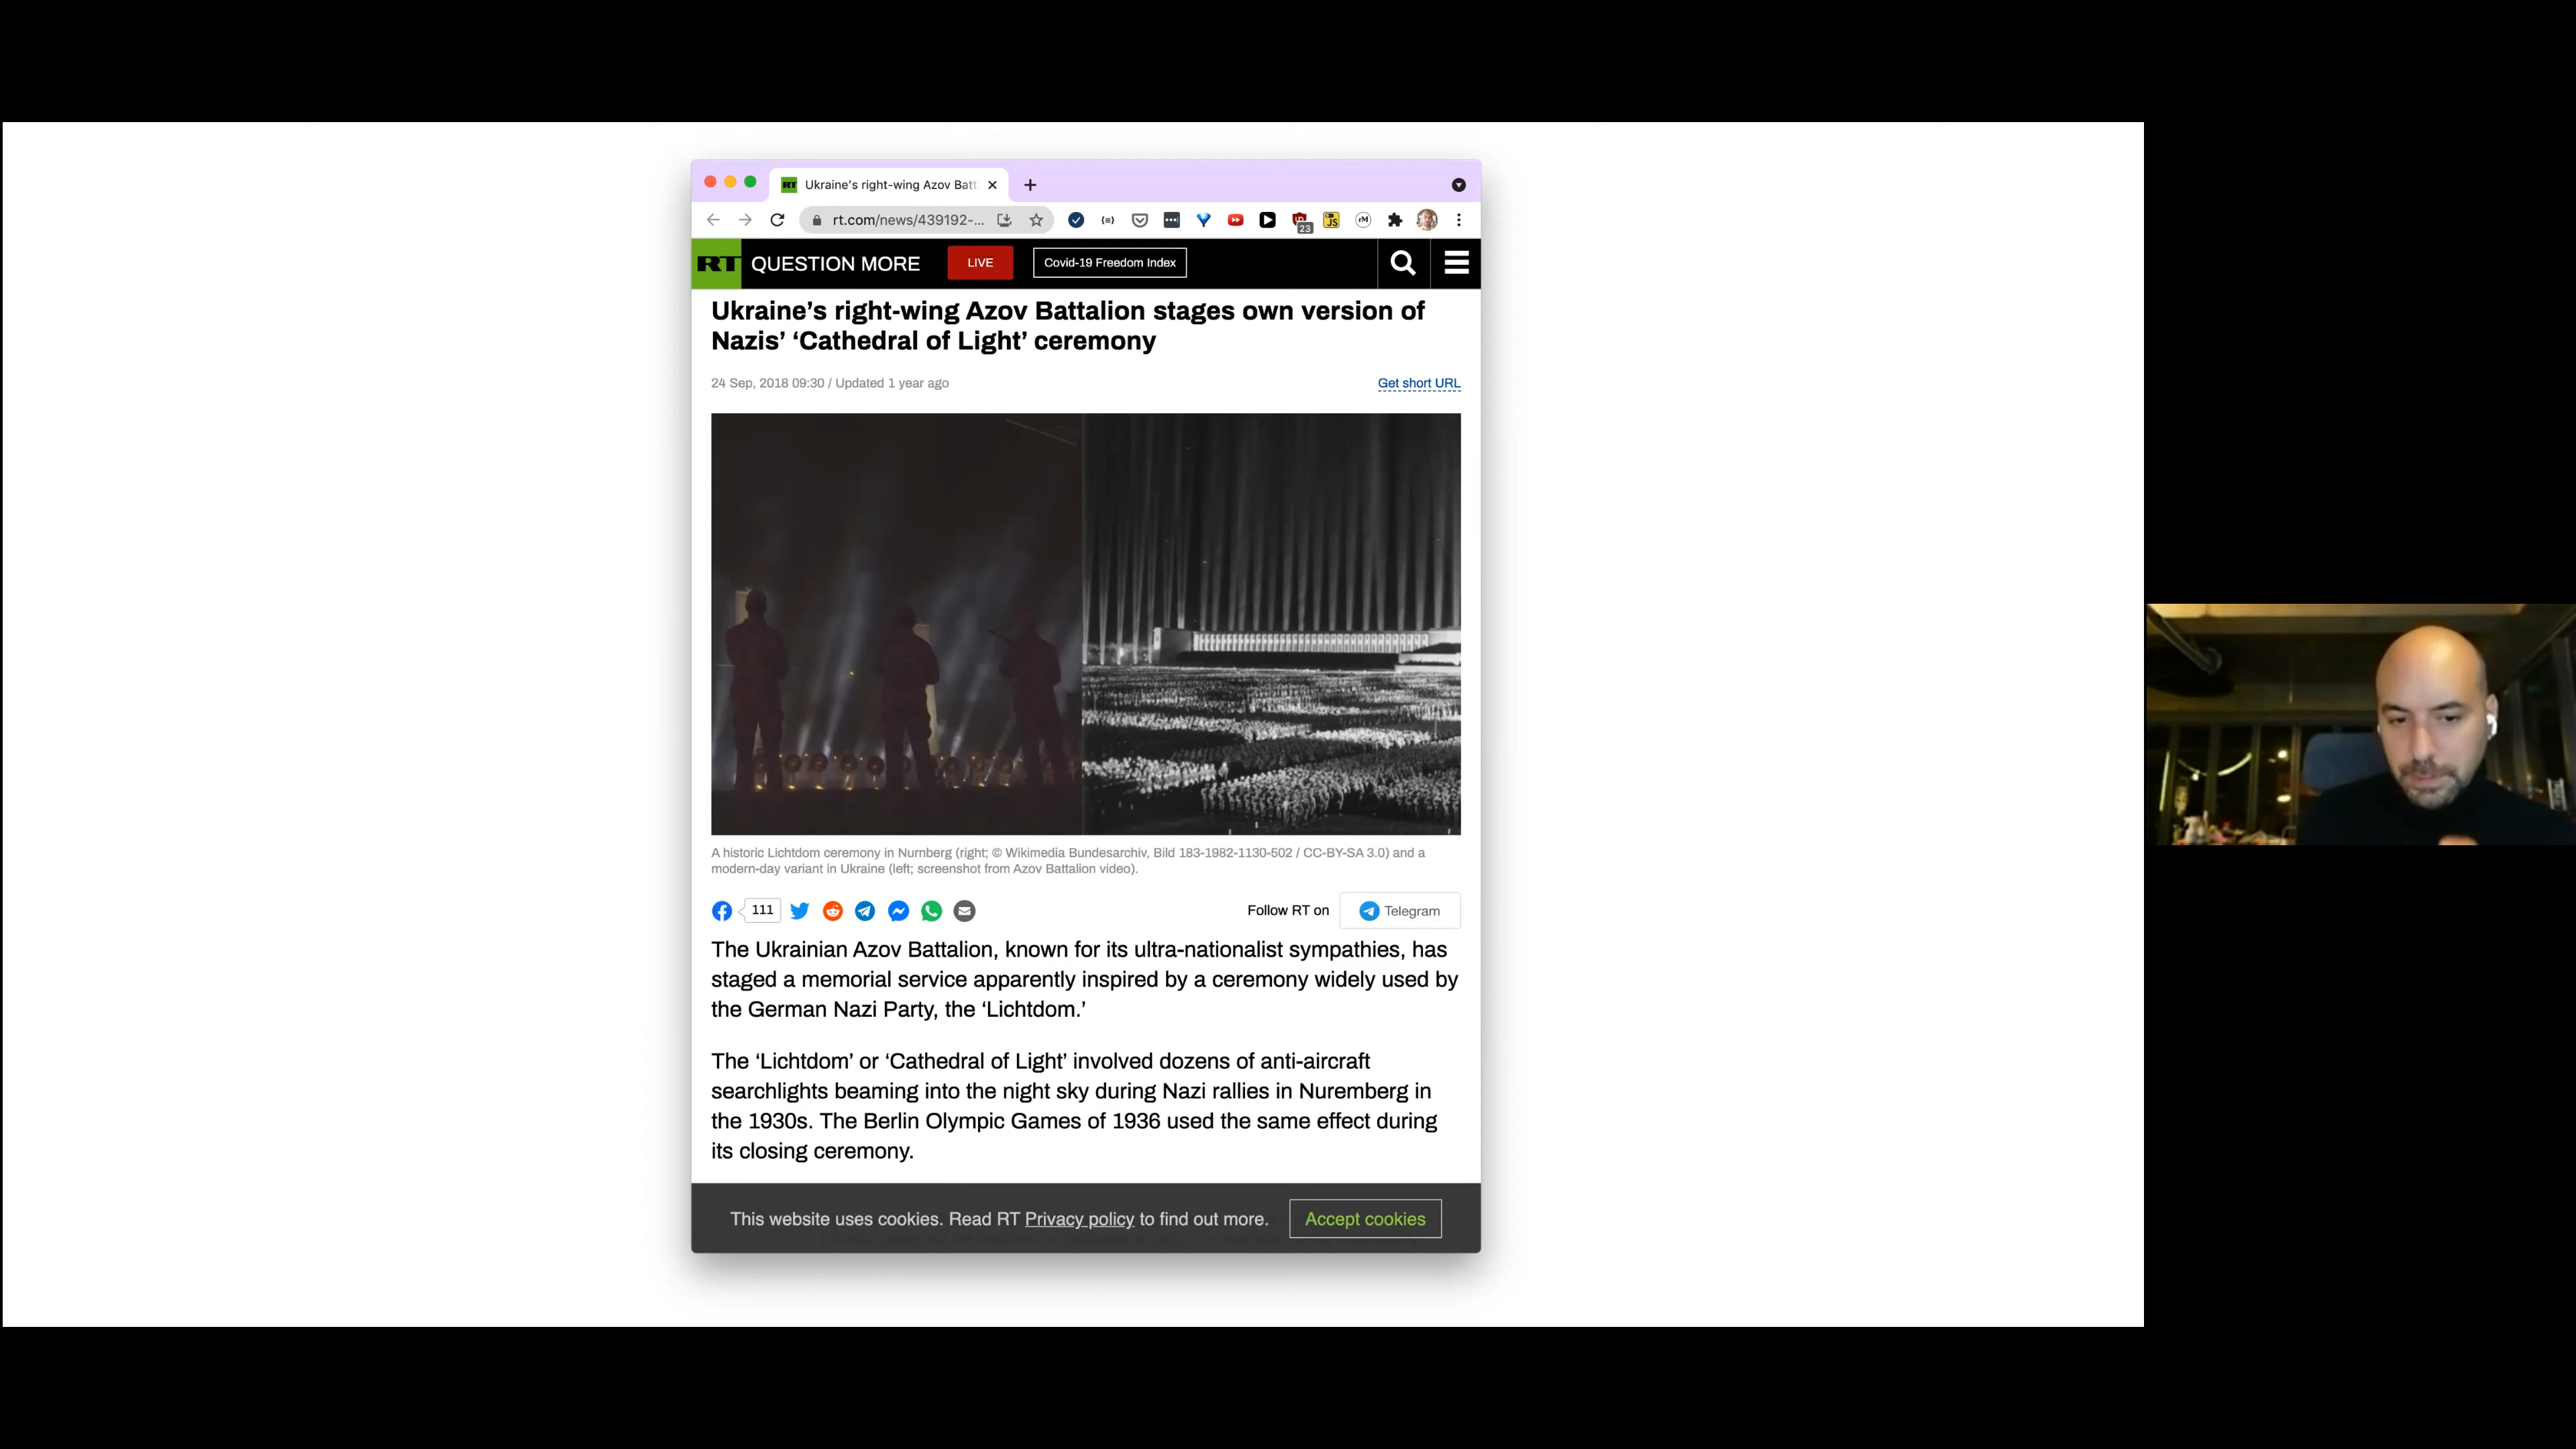 RT Ukraine's right-wing Azov Batt
rt.com/news/439192-...
23
JS
RT QUESTION MORE LIVE Covid-19 Freedom Index
Ukraine's right-wing Azov Battalion stages own version of
Nazis' 'Cathedral of Light' ceremony
24 Sep, 2018 09:30 / Updated 1 year ago Get short URL
A historic Lichtdom ceremony in Nurnberg (right; © Wikimedia Bundesarchiv, Bild 183-1982-1130-502 / CC-BY-SA 3.0) and a
modern-day variant in Ukraine (left; screenshot from Azov Battalion video).
111 Follow RT on Telegram
The Ukrainian Azov Battalion, known for its ultra-nationalist sympathies, has
staged a memorial service apparently inspired by a ceremony widely used by
the German Nazi Party, the 'Lichtdom.'
The 'Lichtdom' or 'Cathedral of Light' involved dozens of anti-aircraft
searchlights beaming into the night sky during Nazi rallies in Nuremberg in
the 1930s. The Berlin Olympic Games of 1936 used the same effect during
its closing ceremony.
This website uses cookies. Read RT Privacy policy to find out more. Accept cookies